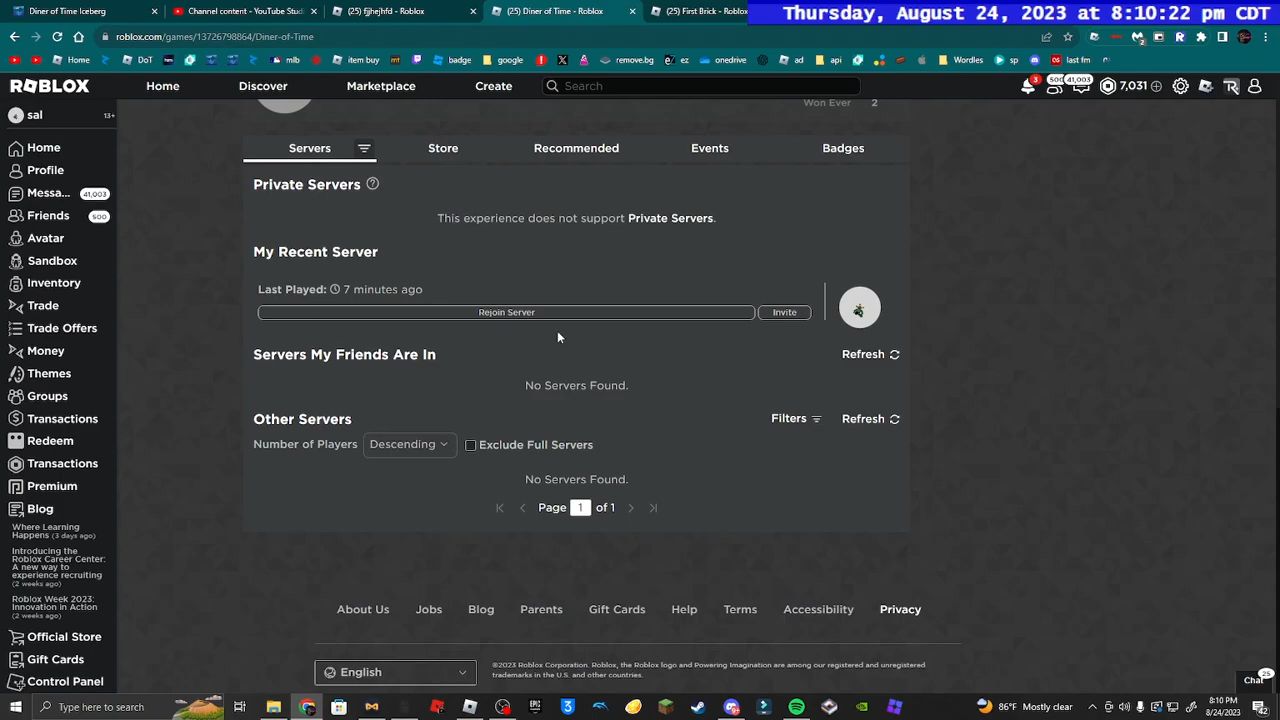 Thursday, August 24, 2023 at 8:10:22 pm CDT
Diner of Time Iceberg
Channel content - YouTube Studi
(25) fjjhejhfd - Roblox
(25) Diner of Time - Roblox
(25) First Brick - Roblox
roblox.com/games/13726798864/Diner-of-Time
Home
DoT
mlb
ipri buy
badge
google
remove.bg
ez
onedrive
ad
api
Wordles
sp
last fm
ROBLOX
Home
Discover
Marketplace
Create
Search
3
500
41,003
7,031
sal
13+
Home
Profile
Messa... 41,003
Friends 500
Avatar
Sandbox
Inventory
Trade
Trade Offers
Money
Themes
Groups
Transactions
Redeem
Transactions
Premium
Blog
Where Learning
Happens (3 days ago)
Introducing the
Roblox Career Center:
A new way to
experience recruiting
(2 weeks ago)
Roblox Week 2023:
Innovation in Action
(2 weeks ago)
Official Store
Gift Cards
Control Panel
Won Ever 2
Servers
Store
Recommended
Events
Badges
Private Servers
This experience does not support Private Servers.
My Recent Server
Last Played: 7 minutes ago
Rejoin Server
Invite
Servers My Friends Are In
Refresh
No Servers Found.
Other Servers
Filters
Refresh
Number of Players
Descending
Exclude Full Servers
No Servers Found.
Page 1 of 1
About Us
Jobs
Blog
Parents
Gift Cards
Help
Terms
Accessibility
Privacy
English
©2023 Roblox Corporation. Roblox, the Roblox logo and Powering Imagination are among our registered and unregistered
trademarks in the U.S. and other countries.
Chat
25
Type here to search
86°F Mostly clear
8:10 PM
8/24/2023